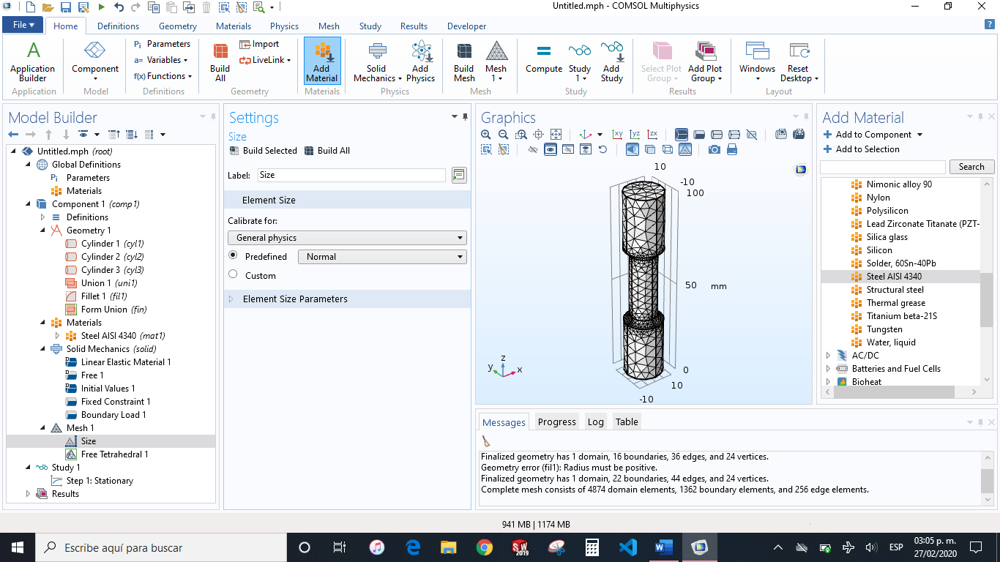 Untitled.mph - COMSOL Multiphysics
File Home Definitions Geometry Materials Physics Mesh Study Results Developer
Application Builder
Component
Pi Parameters
a= Variables
f(x) Functions
Build All
Import
LiveLink
Add Material
Solid Mechanics
Add Physics
Build Mesh
Mesh 1
Compute
Study 1
Add Study
Select Plot Group
Add Plot Group
Windows
Reset Desktop
Application Model Definitions Geometry Materials Physics Mesh Study Results Layout
Model Builder
Untitled.mph (root)
Global Definitions
Pi Parameters
Materials
Component 1 (comp1)
Definitions
Geometry 1
Cylinder 1 (cyl1)
Cylinder 2 (cyl2)
Cylinder 3 (cyl3)
Union 1 (uni1)
Fillet 1 (fil1)
Form Union (fin)
Materials
Steel AISI 4340 (mat1)
Solid Mechanics (solid)
Linear Elastic Material 1
Free 1
Initial Values 1
Fixed Constraint 1
Boundary Load 1
Mesh 1
Size
Free Tetrahedral 1
Study 1
Step 1: Stationary
Results
Settings
Size
Build Selected Build All
Label: Size
Element Size
Calibrate for:
General physics
Predefined Normal
Custom
Element Size Parameters
Graphics
xy yz zx
10
-10
100
50 mm
0
10
-10
z
y x
Add Material
Add to Component
Add to Selection
Search
Nimonic alloy 90
Nylon
Polysilicon
Lead Zirconate Titanate (PZT-
Silica glass
Silicon
Solder, 60Sn-40Pb
Steel AISI 4340
Structural steel
Thermal grease
Titanium beta-21S
Tungsten
Water, liquid
AC/DC
Batteries and Fuel Cells
Bioheat
Messages Progress Log Table
Finalized geometry has 1 domain, 16 boundaries, 36 edges, and 24 vertices.
Geometry error (fil1): Radius must be positive.
Finalized geometry has 1 domain, 22 boundaries, 44 edges, and 24 vertices.
Complete mesh consists of 4874 domain elements, 1362 boundary elements, and 256 edge elements.
941 MB | 1174 MB
Escribe aquí para buscar
SW 2019
ESP
03:05 p. m.
27/02/2020